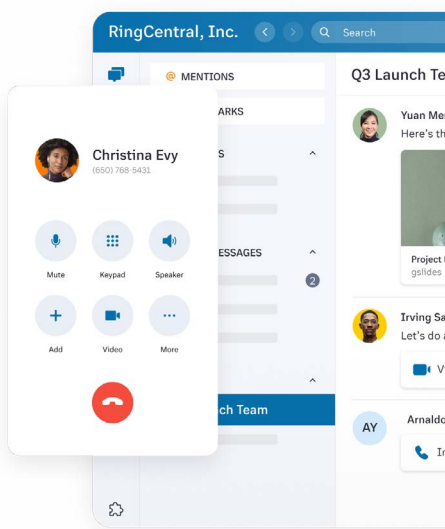 RingCentral, Inc.
Search
@ MENTIONS
Q3 Launch Te
ARKS
Yuan Me
Here's th
Christina Evy
(650) 768-5431
S
Mute Keypad Speaker
ESSAGES
2
Project
gslides
Add Video More
Irving Sa
Let's do a
V
ch Team
AY
Arnaldo
In